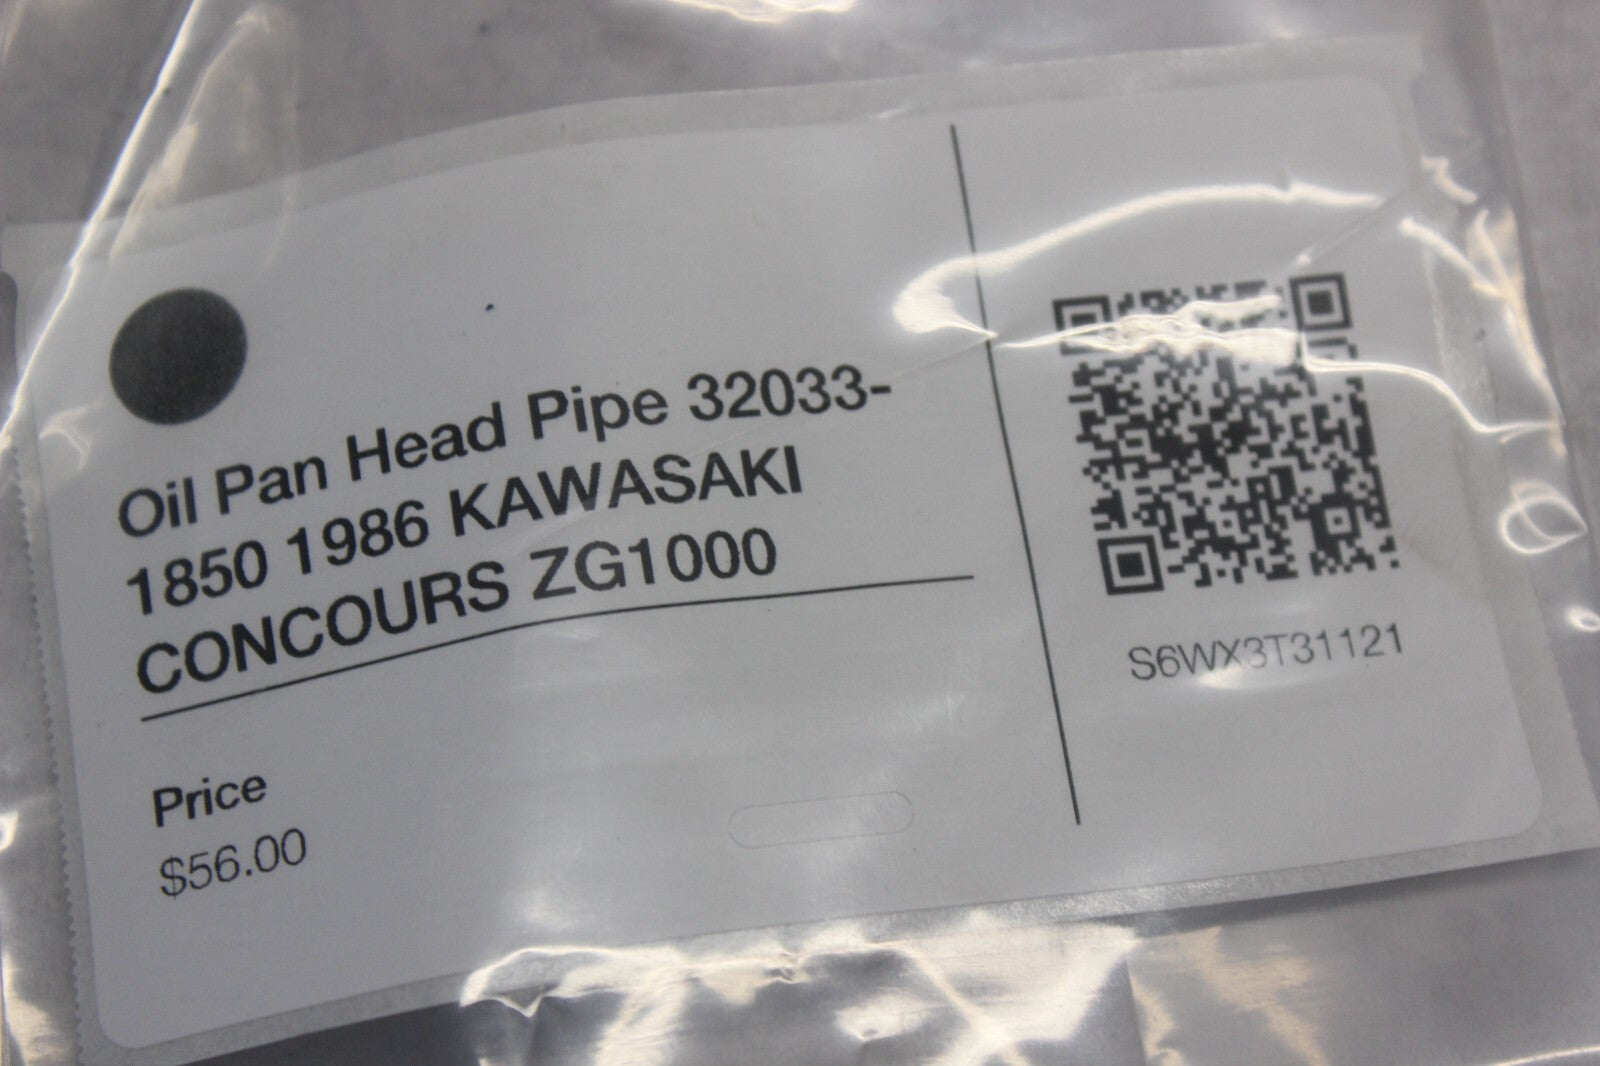 Oil Pan Head Pipe 32033-
1850 1986 KAWASAKI
CONCOURS ZG1000
Price
$56.00
S6WX3T31121